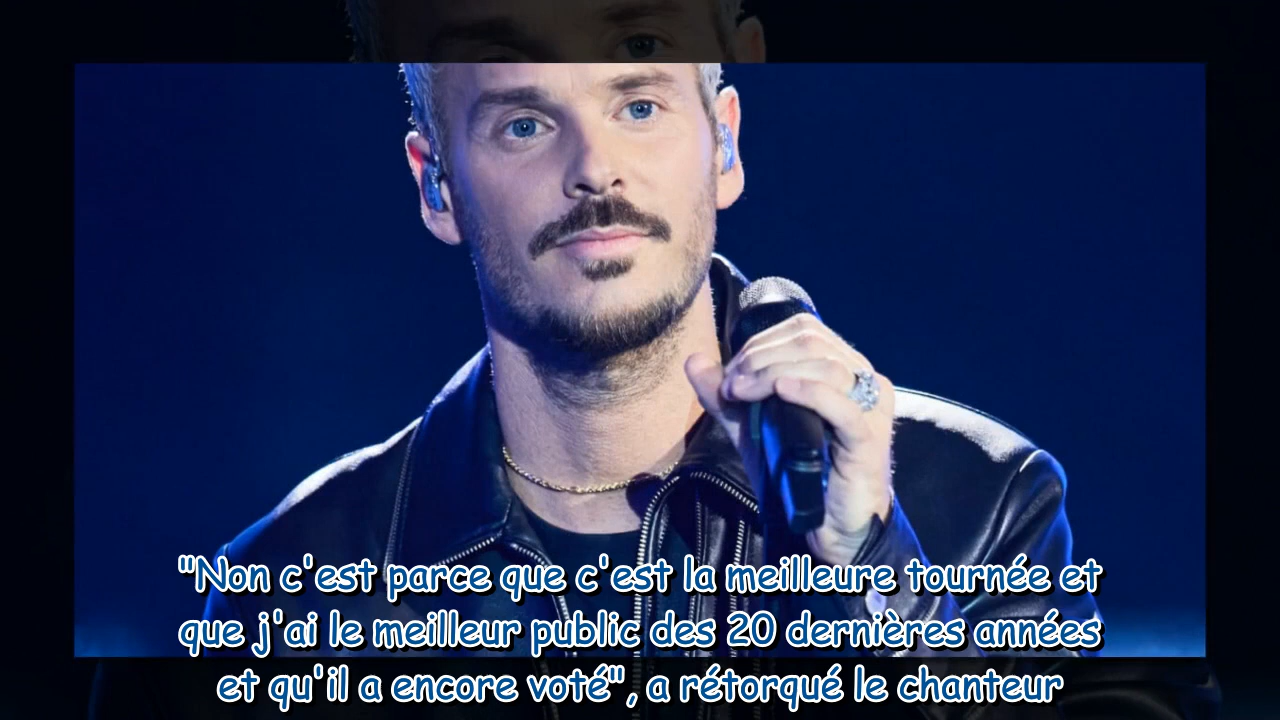 "Non c'est parce que c'est la meilleure tournée et
que j'ai le meilleur public des 20 dernières années
et qu'il a encore voté", a rétorqué le chanteur